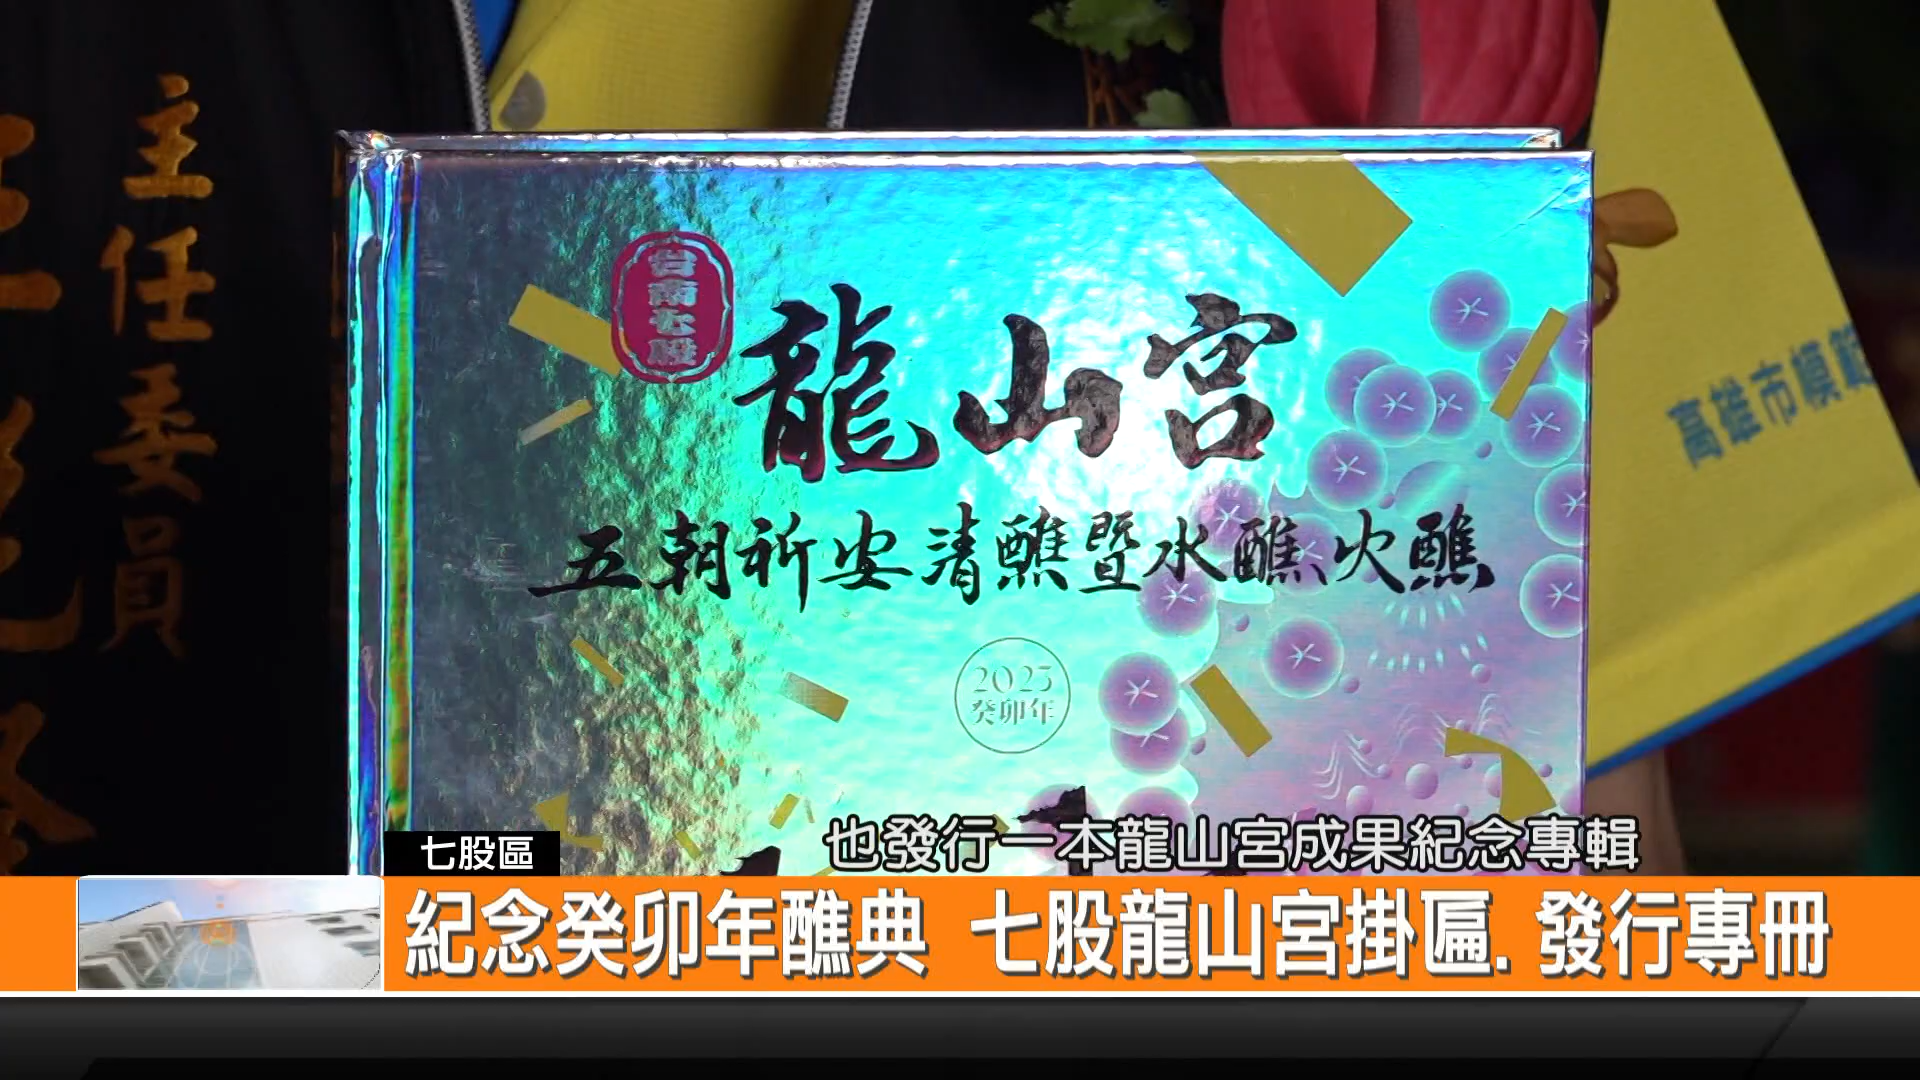 主任委員
台南七股
龍山宮
五朝祈安清醮暨水醮火醮
2023
癸卯年
高雄市模範
也發行一本龍山宮成果紀念專輯
七股區
紀念癸卯年醮典 七股龍山宮掛匾.發行專冊